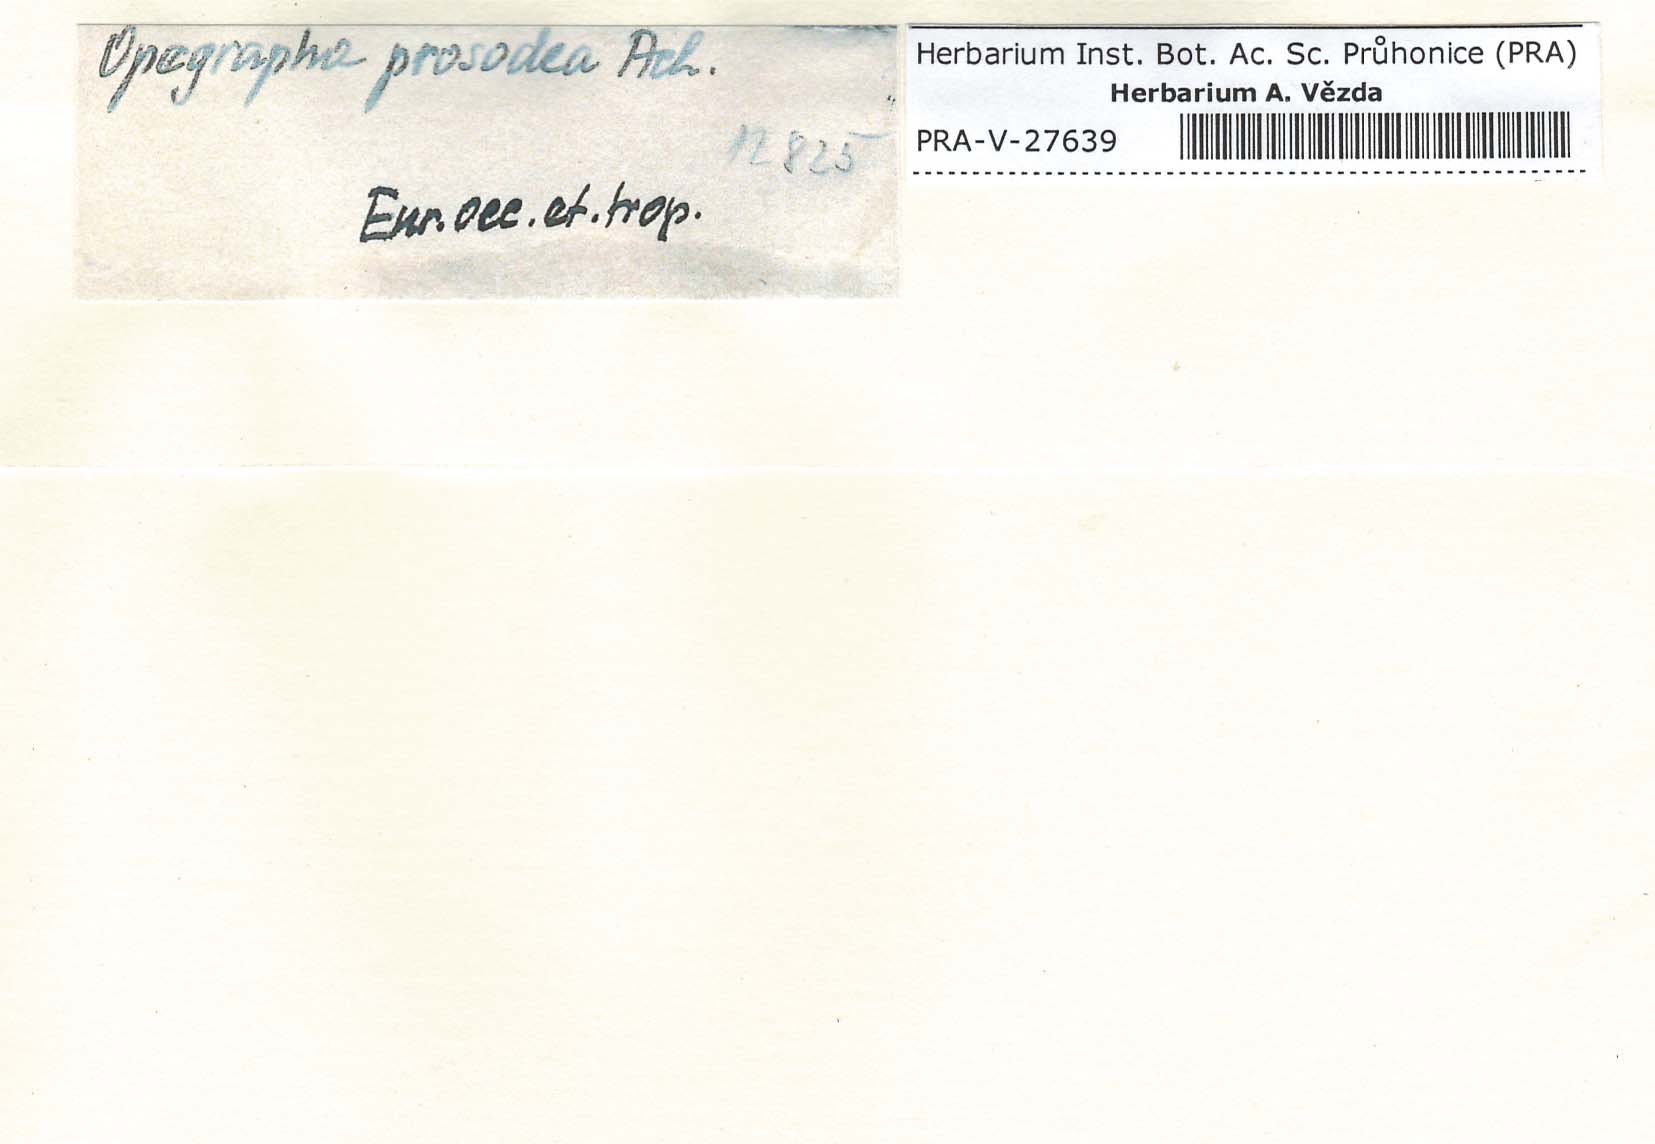 Opegrapha prosodea Ach.
12825
Eur. occ. et. trop.
Herbarium Inst. Bot. Ac. Sc. Průhonice (PRA)
Herbarium A. Vězda
PRA-V-27639